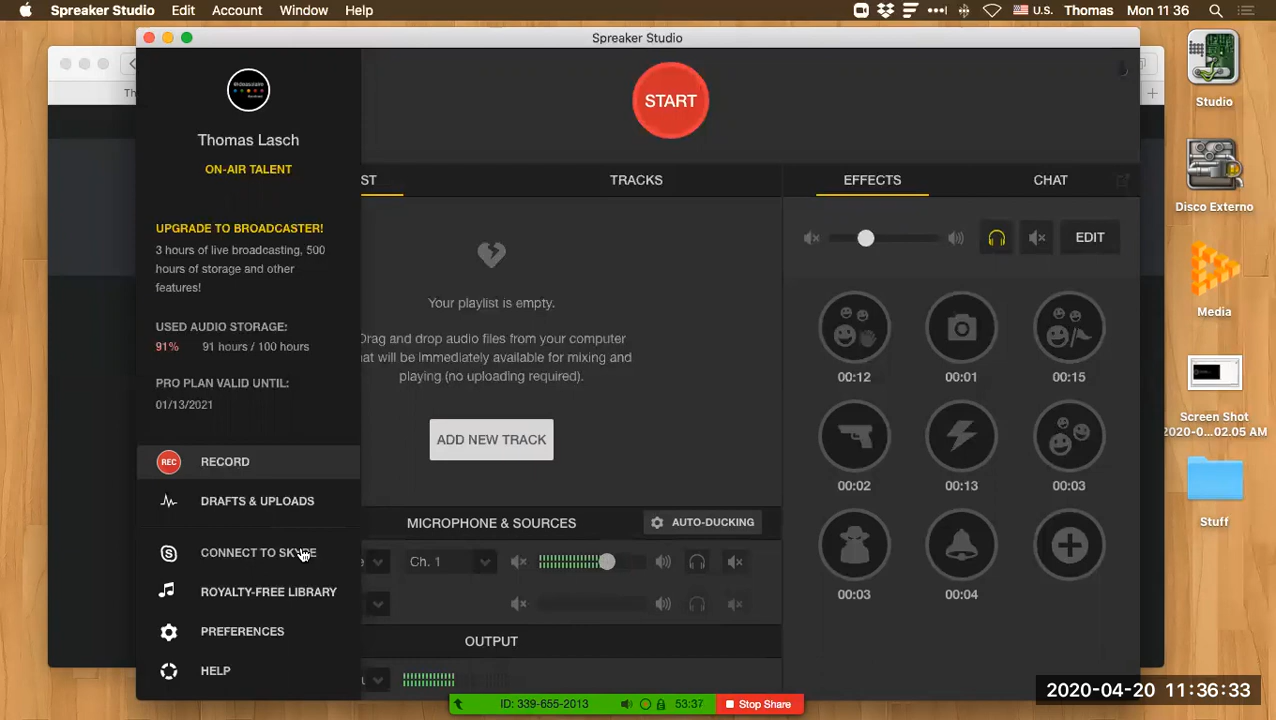 Spreaker Studio Edit Account Window Help
U.S. Thomas Mon 11 36
Spreaker Studio
Th
Thomas Lasch
ON-AIR TALENT
UPGRADE TO BROADCASTER!
3 hours of live broadcasting, 500
hours of storage and other
features!
USED AUDIO STORAGE:
91% 91 hours / 100 hours
PRO PLAN VALID UNTIL:
01/13/2021
REC RECORD
DRAFTS & UPLOADS
CONNECT TO SKYPE
ROYALTY-FREE LIBRARY
PREFERENCES
HELP
START
ST TRACKS
Your playlist is empty.
Drag and drop audio files from your computer
hat will be immediately available for mixing and
playing (no uploading required).
ADD NEW TRACK
MICROPHONE & SOURCES AUTO-DUCKING
e Ch. 1
OUTPUT
EFFECTS CHAT
EDIT
00:12 00:01 00:15
00:02 00:13 00:03
00:03 00:04
ID: 339-655-2013 53:37 Stop Share
Studio
Disco Externo
Media
Screen Shot
2020-0...02.05 AM
Stuff
2020-04-20 11:36:33